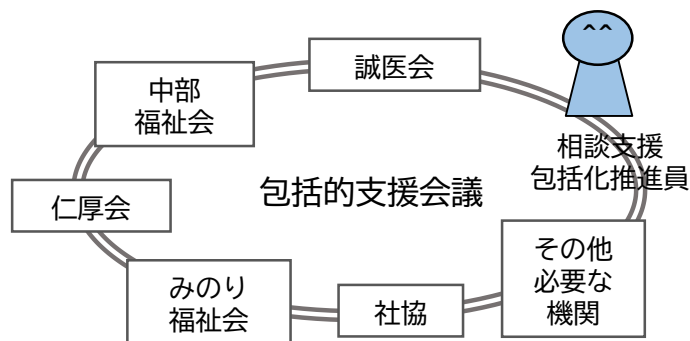 誠医会
中部
福祉会
相談支援
包括化推進員
包括的支援会議
仁厚会
その他
必要な
機関
みのり
福祉会
社協